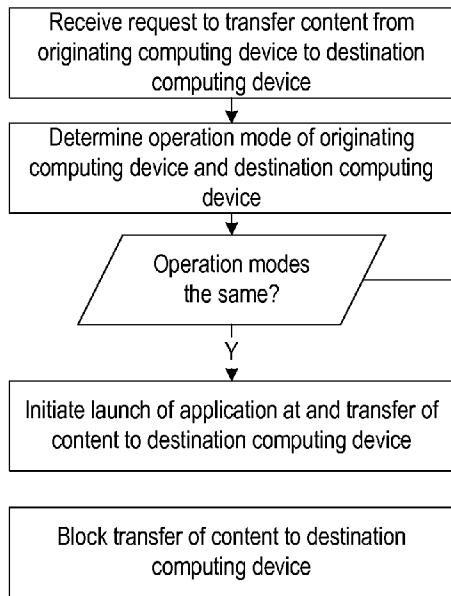 Receive request to transfer content from
originating computing device to destination
computing device
Determine operation mode of originating
computing device and destination computing
device
Operation modes
the same?
Y
Initiate launch of application at and transfer of
content to destination computing device
Block transfer of content to destination
computing device